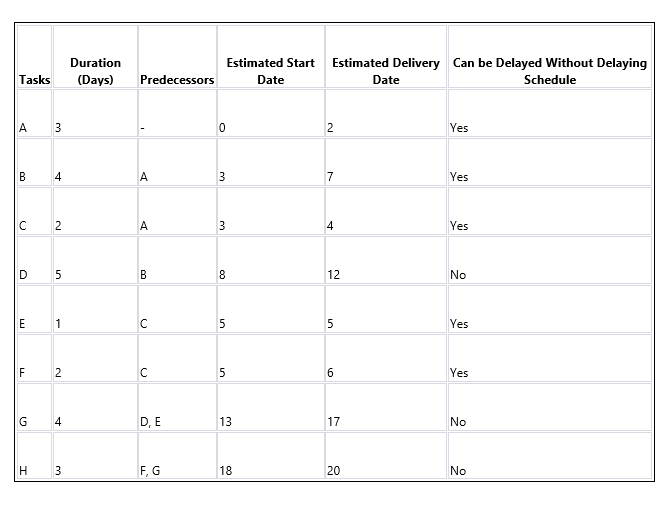 Tasks Duration (Days) Predecessors Estimated Start Date Estimated Delivery Date Can be Delayed Without Delaying Schedule
A 3 - 0 2 Yes
B 4 A 3 7 Yes
C 2 A 3 4 Yes
D 5 B 8 12 No
E 1 C 5 5 Yes
F 2 C 5 6 Yes
G 4 D, E 13 17 No
H 3 F, G 18 20 No